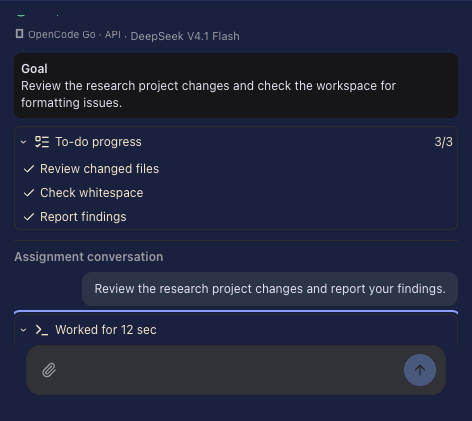 OpenCode Go · API · DeepSeek V4.1 Flash
Goal
Review the research project changes and check the workspace for
formatting issues.
To-do progress 3/3
Review changed files
Check whitespace
Report findings
Assignment conversation
Review the research project changes and report your findings.
Worked for 12 sec